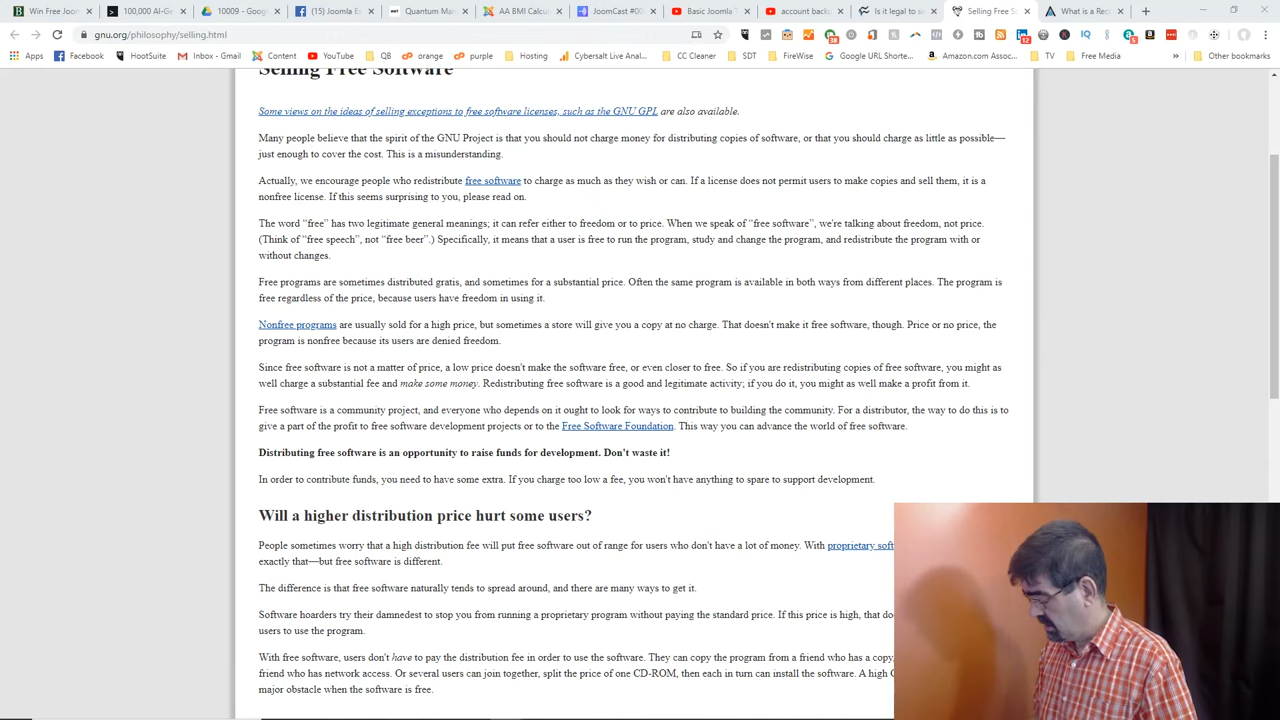 Win Free Joom
100,000 AI-Ge
10009 - Googl
(15) Joomla E
Quantum Man
AA BMI Calcu
JoomCast #00
Basic Joomla T
account back
Is it legal to se
Selling Free So
What is a Rep
gnu.org/philosophy/selling.html
Apps
Facebook
HootSuite
Inbox - Gmail
Content
YouTube
QB
orange
purple
Hosting
Cybersalt Live Anal...
CC Cleaner
SDT
FireWise
Google URL Shorte...
Amazon.com Assoc...
TV
Free Media
»
Other bookmarks
Selling Free Software
Some views on the ideas of selling exceptions to free software licenses, such as the GNU GPL are also available.
Many people believe that the spirit of the GNU Project is that you should not charge money for distributing copies of software, or that you should charge as little as possible—
just enough to cover the cost. This is a misunderstanding.
Actually, we encourage people who redistribute free software to charge as much as they wish or can. If a license does not permit users to make copies and sell them, it is a
nonfree license. If this seems surprising to you, please read on.
The word “free” has two legitimate general meanings; it can refer either to freedom or to price. When we speak of “free software”, we're talking about freedom, not price.
(Think of “free speech”, not “free beer”.) Specifically, it means that a user is free to run the program, study and change the program, and redistribute the program with or
without changes.
Free programs are sometimes distributed gratis, and sometimes for a substantial price. Often the same program is available in both ways from different places. The program is
free regardless of the price, because users have freedom in using it.
Nonfree programs are usually sold for a high price, but sometimes a store will give you a copy at no charge. That doesn't make it free software, though. Price or no price, the
program is nonfree because its users are denied freedom.
Since free software is not a matter of price, a low price doesn't make the software free, or even closer to free. So if you are redistributing copies of free software, you might as
well charge a substantial fee and make some money. Redistributing free software is a good and legitimate activity; if you do it, you might as well make a profit from it.
Free software is a community project, and everyone who depends on it ought to look for ways to contribute to building the community. For a distributor, the way to do this is to
give a part of the profit to free software development projects or to the Free Software Foundation. This way you can advance the world of free software.
Distributing free software is an opportunity to raise funds for development. Don't waste it!
In order to contribute funds, you need to have some extra. If you charge too low a fee, you won't have anything to spare to support development.
Will a higher distribution price hurt some users?
People sometimes worry that a high distribution fee will put free software out of range for users who don't have a lot of money. With proprietary soft
exactly that—but free software is different.
The difference is that free software naturally tends to spread around, and there are many ways to get it.
Software hoarders try their damnedest to stop you from running a proprietary program without paying the standard price. If this price is high, that do
users to use the program.
With free software, users don't have to pay the distribution fee in order to use the software. They can copy the program from a friend who has a copy,
friend who has network access. Or several users can join together, split the price of one CD-ROM, then each in turn can install the software. A high C
major obstacle when the software is free.